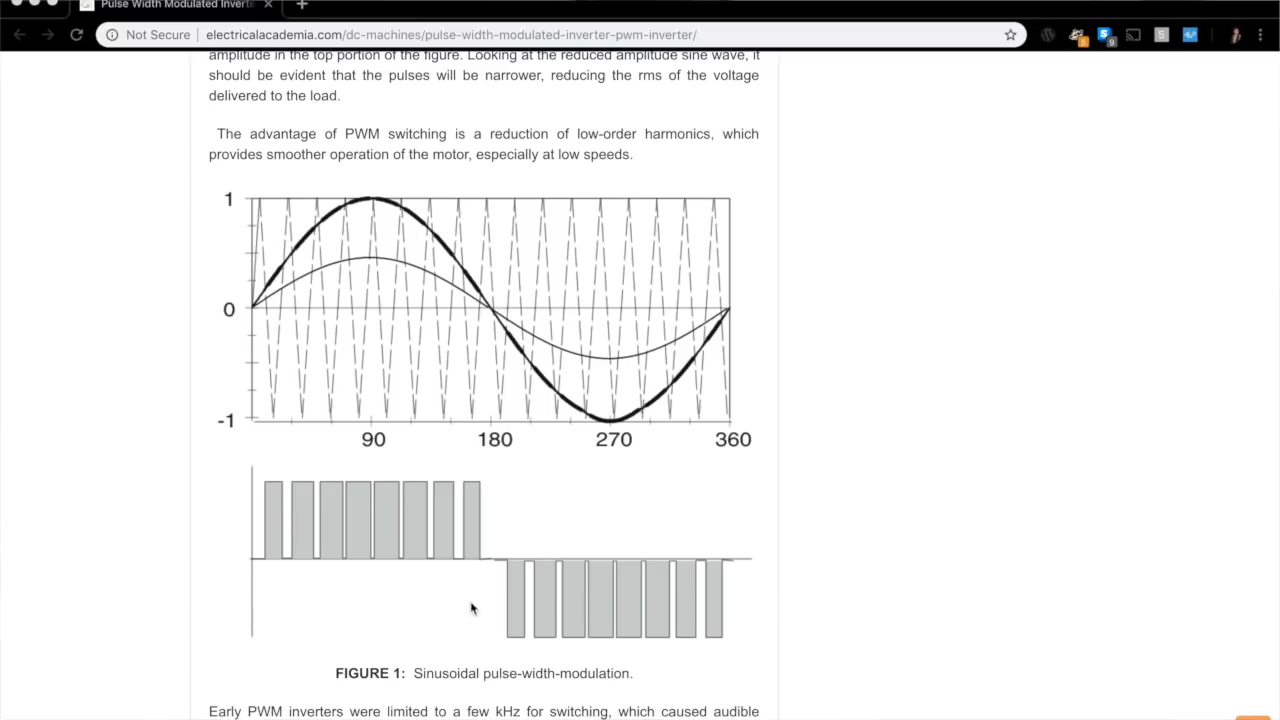 Pulse Width Modulated Inverte
Not Secure | electricalacademia.com/dc-machines/pulse-width-modulated-inverter-pwm-inverter/
amplitude in the top portion of the figure. Looking at the reduced amplitude sine wave, it
should be evident that the pulses will be narrower, reducing the rms of the voltage
delivered to the load.
The advantage of PWM switching is a reduction of low-order harmonics, which
provides smoother operation of the motor, especially at low speeds.
1
0
-1
90 180 270 360
FIGURE 1: Sinusoidal pulse-width-modulation.
Early PWM inverters were limited to a few kHz for switching, which caused audible